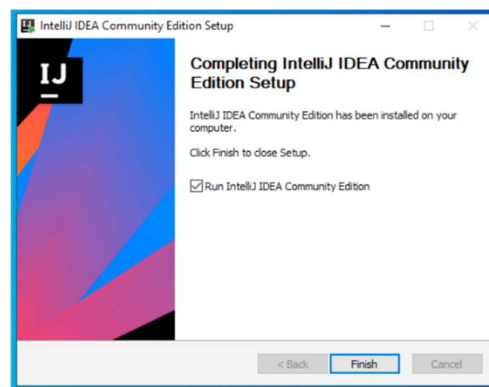 IntelliJ IDEA Community Edition Setup
IJ
Completing IntelliJ IDEA Community
Edition Setup
IntelliJ IDEA Community Edition has been installed on your
computer.
Click Finish to close Setup.
Run IntelliJ IDEA Community Edition
< Back
Finish
Cancel